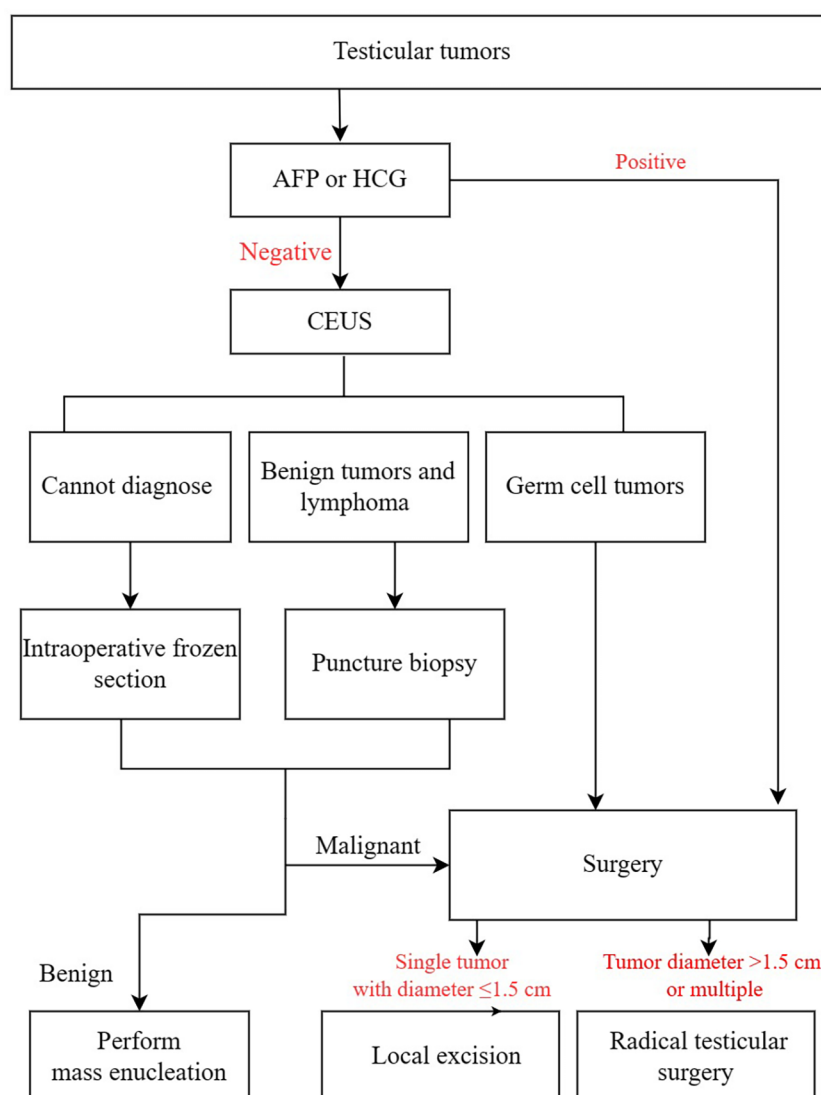 Testicular tumors
AFP or HCG
Positive
Negative
CEUS
Cannot diagnose
Benign tumors and
lymphoma
Germ cell tumors
Intraoperative frozen
section
Puncture biopsy
Malignant
Surgery
Benign
Single tumor
with diameter ≤1.5 cm
Tumor diameter >1.5 cm
or multiple
Perform
mass enucleation
Local excision
Radical testicular
surgery